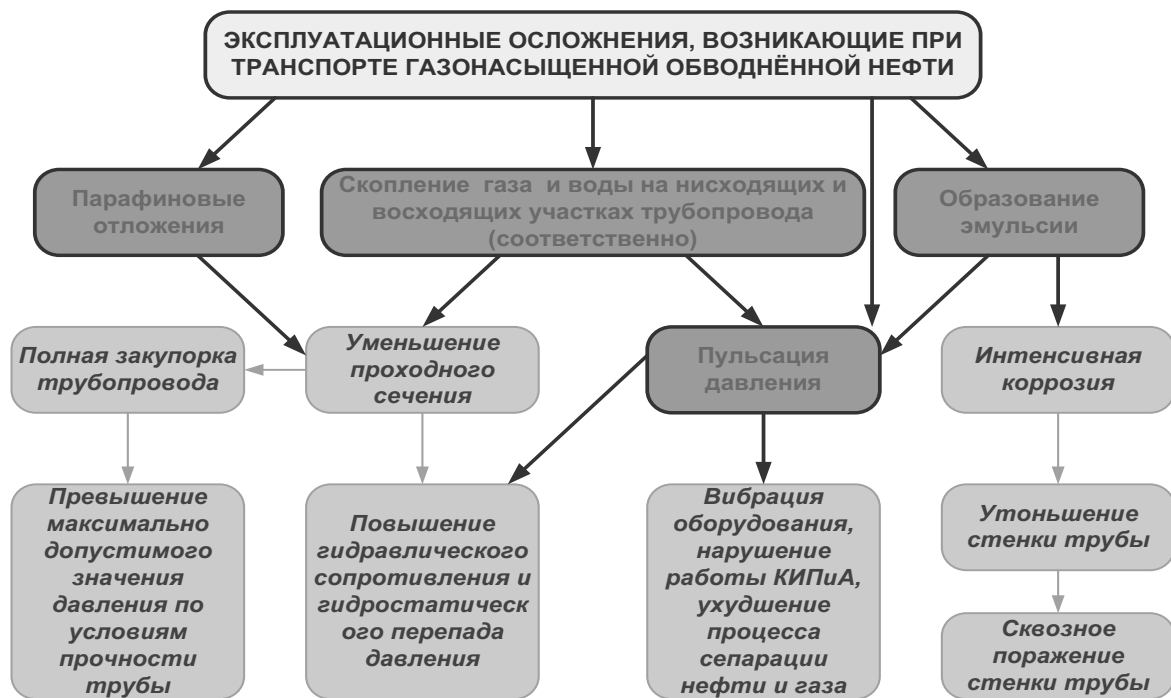 ЭКСПЛУАТАЦИОННЫЕ ОСЛОЖНЕНИЯ, ВОЗНИКАЮЩИЕ ПРИ
ТРАНСПОРТЕ ГАЗОНАСЫЩЕННОЙ ОБВОДНЁННОЙ НЕФТИ
Парафиновые
отложения
Скопление газа и воды на нисходящих и
восходящих участках трубопровода
(соответственно)
Образование
эмульсии
Полная закупорка
трубопровода
Уменьшение
проходного
сечения
Пульсация
давления
Интенсивная
коррозия
Превышение
максимально
допустимого
значения
давления по
условиям
прочности
трубы
Повышение
гидравлического
сопротивления и
гидростатическ
ого перепада
давления
Вибрация
оборудования,
нарушение
работы КИПиА,
ухудшение
процесса
сепарации
нефти и газа
Утоньшение
стенки трубы
Сквозное
поражение
стенки трубы